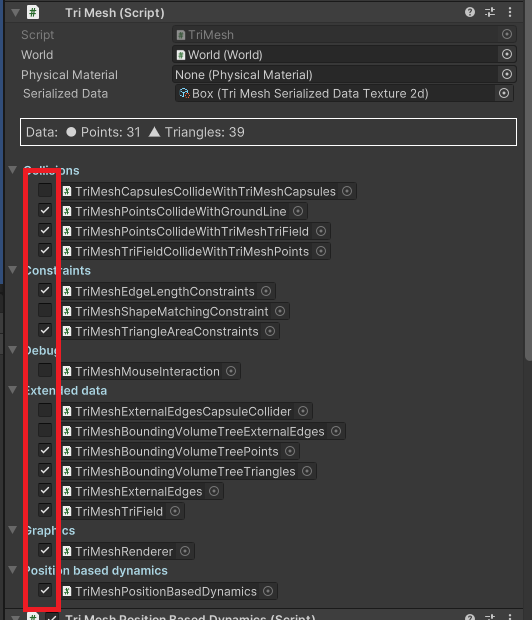 Tri Mesh (Script)
Script TriMesh
World World (World)
Physical Material None (Physical Material)
Serialized Data Box (Tri Mesh Serialized Data Texture 2d)
Data: Points: 31 Triangles: 39
Collisions
TriMeshCapsulesCollideWithTriMeshCapsules
TriMeshPointsCollideWithGroundLine
TriMeshPointsCollideWithTriMeshTriField
TriMeshTriFieldCollideWithTriMeshPoints
Constraints
TriMeshEdgeLengthConstraints
TriMeshShapeMatchingConstraint
TriMeshTriangleAreaConstraints
Debug
TriMeshMouseInteraction
Extended data
TriMeshExternalEdgesCapsuleCollider
TriMeshBoundingVolumeTreeExternalEdges
TriMeshBoundingVolumeTreePoints
TriMeshBoundingVolumeTreeTriangles
TriMeshExternalEdges
TriMeshTriField
Graphics
TriMeshRenderer
Position based dynamics
TriMeshPositionBasedDynamics
Tri Mesh Position Based Dynamics (Script)